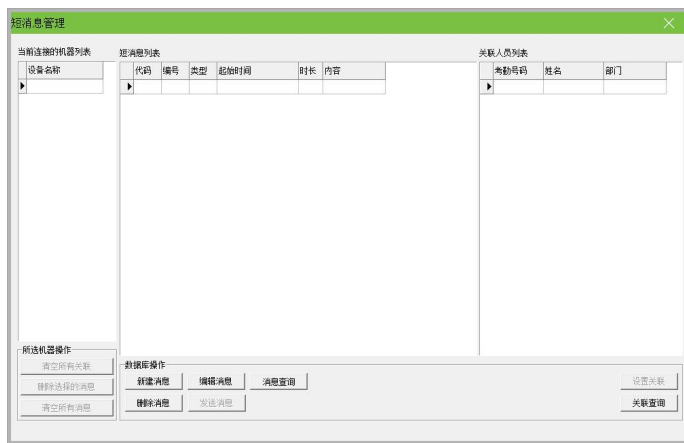 短消息管理
当前连接的机器列表
设备名称
短消息列表
代码 编号 类型 起始时间 时长 内容
关联人员列表
考勤号码 姓名 部门
所选机器操作
清空所有关联
删除选择的消息
清空所有消息
数据库操作
新建消息 编辑消息 消息查询
删除消息 发送消息
设置关联
关联查询